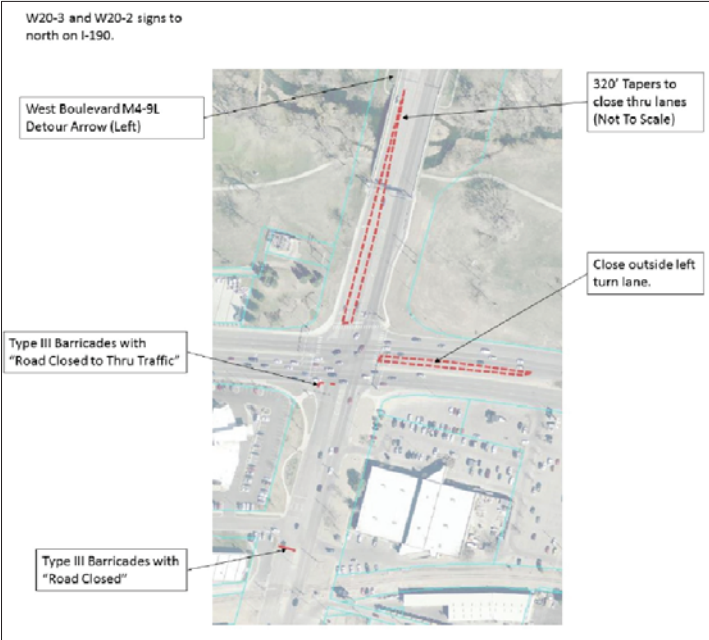 W20-3 and W20-2 signs to
north on I-190.
West Boulevard M4-9L
Detour Arrow (Left)
320' Tapers to
close thru lanes
(Not To Scale)
Close outside left
turn lane.
Type III Barricades with
“Road Closed to Thru Traffic”
Type III Barricades with
“Road Closed”